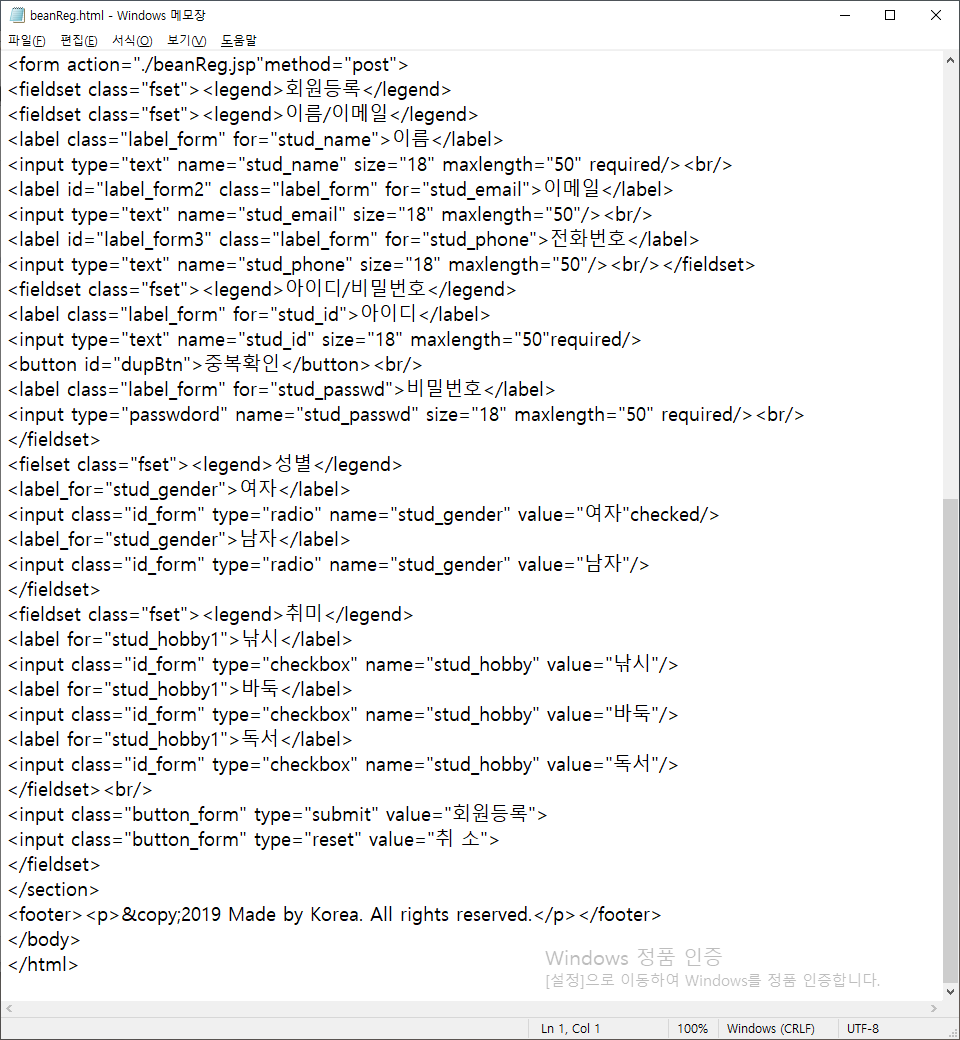 beanReg.html - Windows 메모장
파일(F) 편집(E) 서식(O) 보기(V) 도움말
<form action="./beanReg.jsp"method="post">
<fieldset class="fset"><legend>회원등록</legend>
<fieldset class="fset"><legend>이름/이메일</legend>
<label class="label_form" for="stud_name">이름</label>
<input type="text" name="stud_name" size="18" maxlength="50" required/><br/>
<label id="label_form2" class="label_form" for="stud_email">이메일</label>
<input type="text" name="stud_email" size="18" maxlength="50"/><br/>
<label id="label_form3" class="label_form" for="stud_phone">전화번호</label>
<input type="text" name="stud_phone" size="18" maxlength="50"/><br/></fieldset>
<fieldset class="fset"><legend>아이디/비밀번호</legend>
<label class="label_form" for="stud_id">아이디</label>
<input type="text" name="stud_id" size="18" maxlength="50"required/>
<button id="dupBtn">중복확인</button><br/>
<label class="label_form" for="stud_passwd">비밀번호</label>
<input type="passwdord" name="stud_passwd" size="18" maxlength="50" required/><br/>
</fieldset>
<fielset class="fset"><legend>성별</legend>
<label_for="stud_gender">여자</label>
<input class="id_form" type="radio" name="stud_gender" value="여자"checked/>
<label_for="stud_gender">남자</label>
<input class="id_form" type="radio" name="stud_gender" value="남자"/>
</fieldset>
<fieldset class="fset"><legend>취미</legend>
<label for="stud_hobby1">낚시</label>
<input class="id_form" type="checkbox" name="stud_hobby" value="낚시"/>
<label for="stud_hobby1">바둑</label>
<input class="id_form" type="checkbox" name="stud_hobby" value="바둑"/>
<label for="stud_hobby1">독서</label>
<input class="id_form" type="checkbox" name="stud_hobby" value="독서"/>
</fieldset><br/>
<input class="button_form" type="submit" value="회원등록">
<input class="button_form" type="reset" value="취 소">
</fieldset>
</section>
<footer><p>&copy;2019 Made by Korea. All rights reserved.</p></footer>
</body>
</html>
Windows 정품 인증
[설정]으로 이동하여 Windows를 정품 인증합니다.
Ln 1, Col 1 100% Windows (CRLF) UTF-8